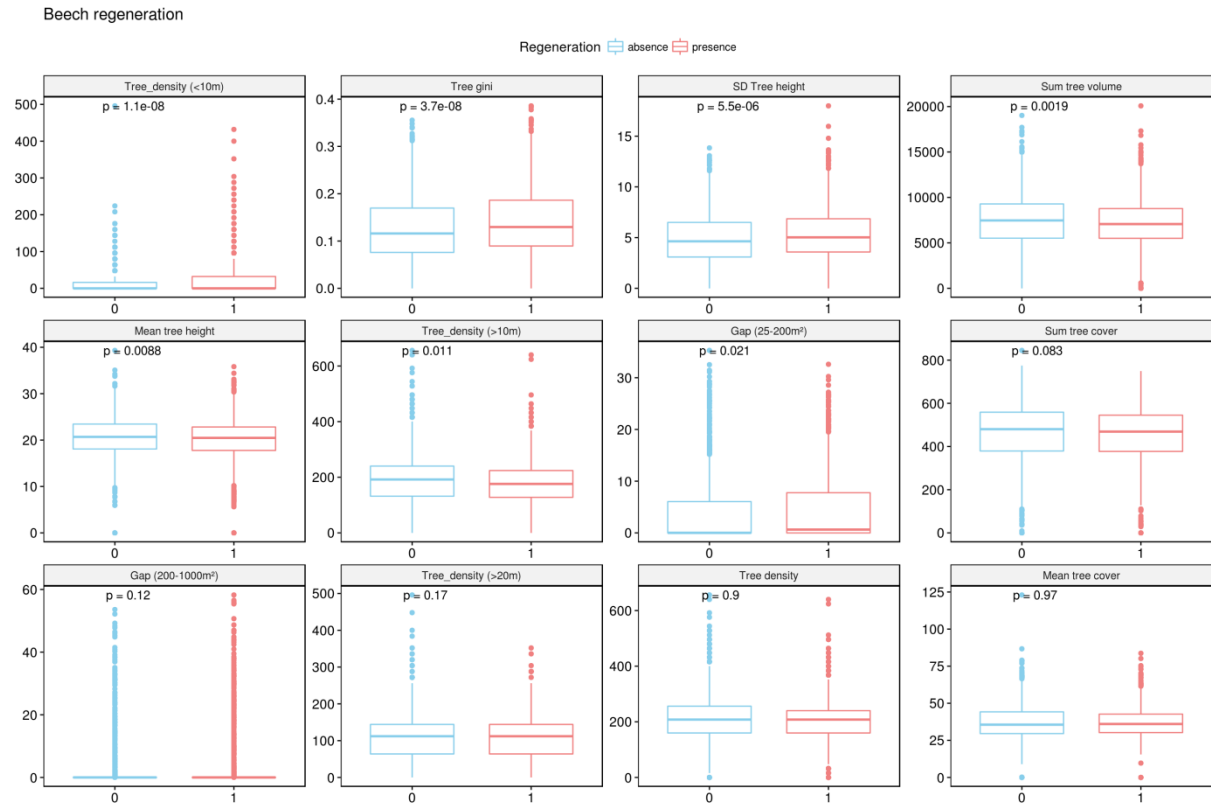 Beech regeneration
Regeneration absence presence
Tree_density (<10m) Tree gini SD Tree height Sum tree volume
p = 1.1e-08 p = 3.7e-08 p = 5.5e-06 p = 0.0019
500 0.4 20000
400 15 15000
0.3
300 10 10000
0.2
200
5 5000
100 0.1
0 0.0 0 0
0 1 0 1 0 1 0 1
Mean tree height Tree_density (>10m) Gap (25-200m²) Sum tree cover
p = 0.0088 p = 0.011 p = 0.021 p = 0.083
40 600 30 800
30 600
400 20
20 400
200 10
10 200
0 0 0 0
0 1 0 1 0 1 0 1
Gap (200-1000m²) Tree_density (>20m) Tree density Mean tree cover
p = 0.12 p = 0.17 p = 0.9 p = 0.97
60 500 600 125
400 100
40 300 400 75
200 50
20 200
100 25
0 0 0 0
0 1 0 1 0 1 0 1